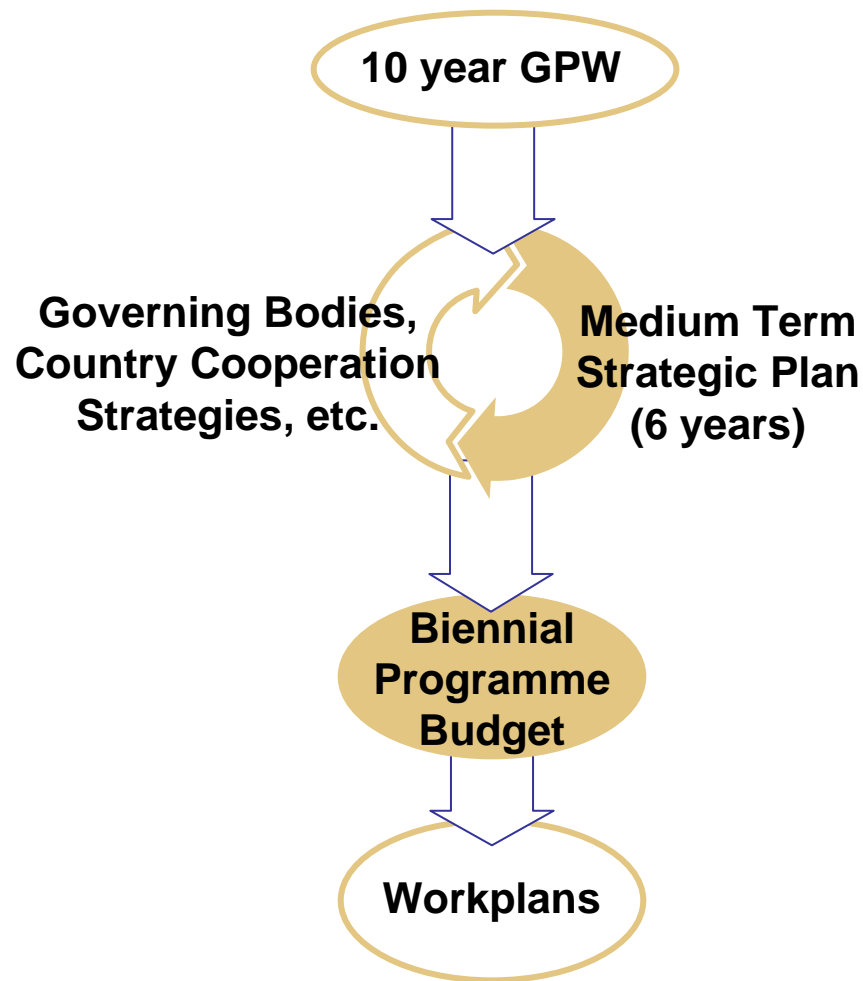 10 year GPW
Governing Bodies,
Country Cooperation
Strategies, etc.
Medium Term
Strategic Plan
(6 years)
Biennial
Programme
Budget
Workplans